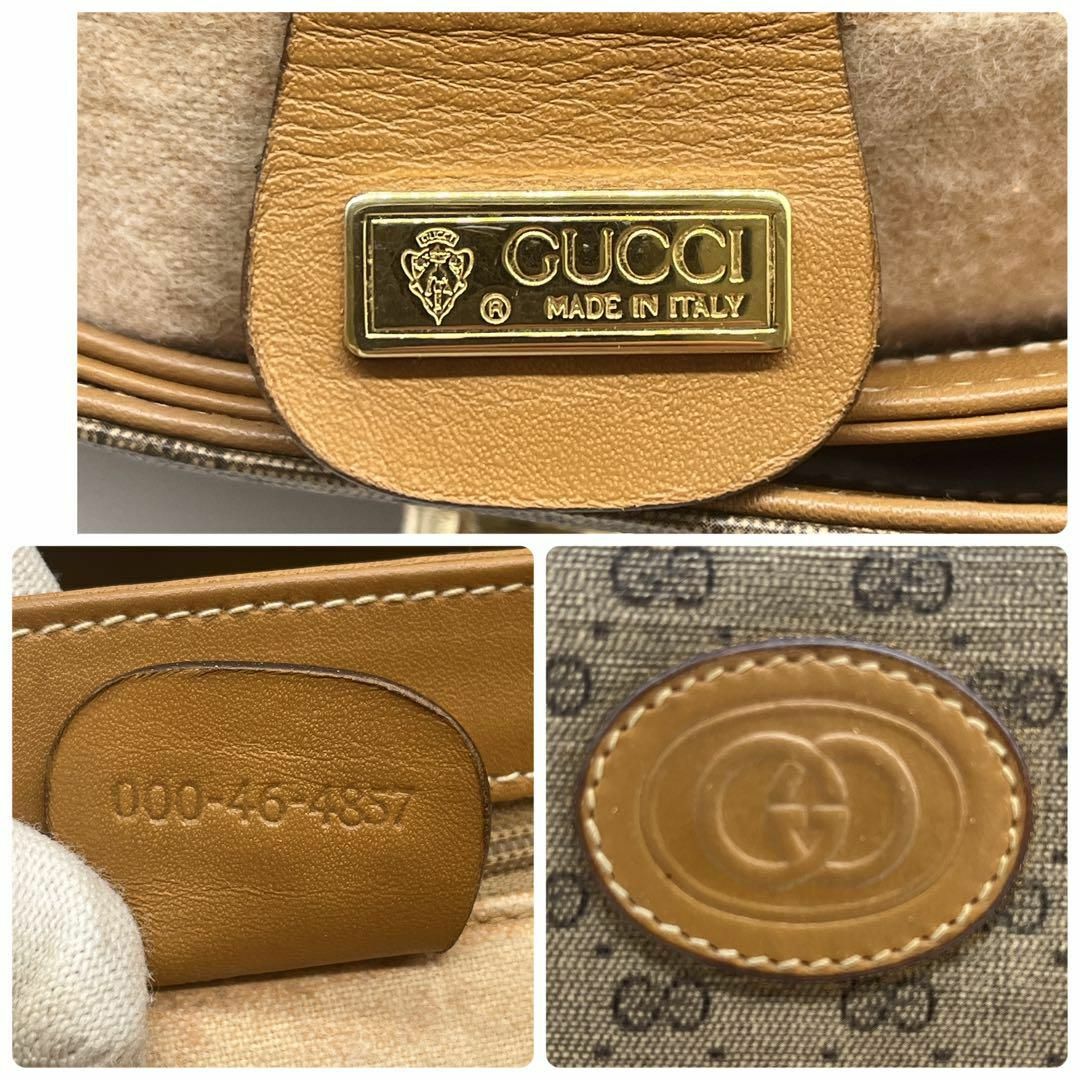 GUCCI
GUCCI
® MADE IN ITALY
000-46-4857